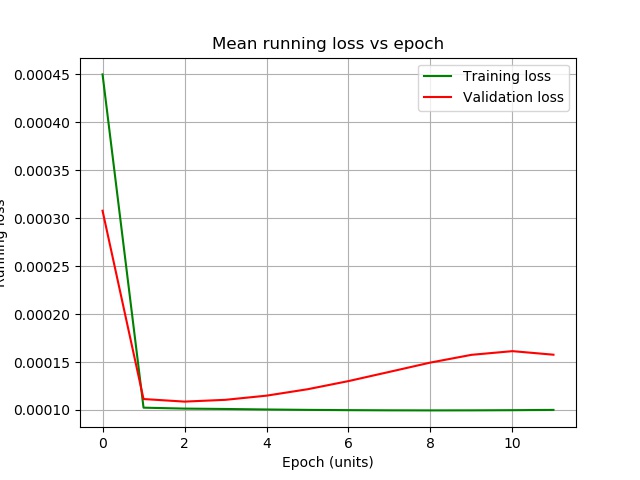 Mean running loss vs epoch
Training loss
Validation loss
0.00045
0.00040
0.00035
0.00030
0.00025
0.00020
0.00015
0.00010
loss
0 2 4 6 8 10
Epoch (units)